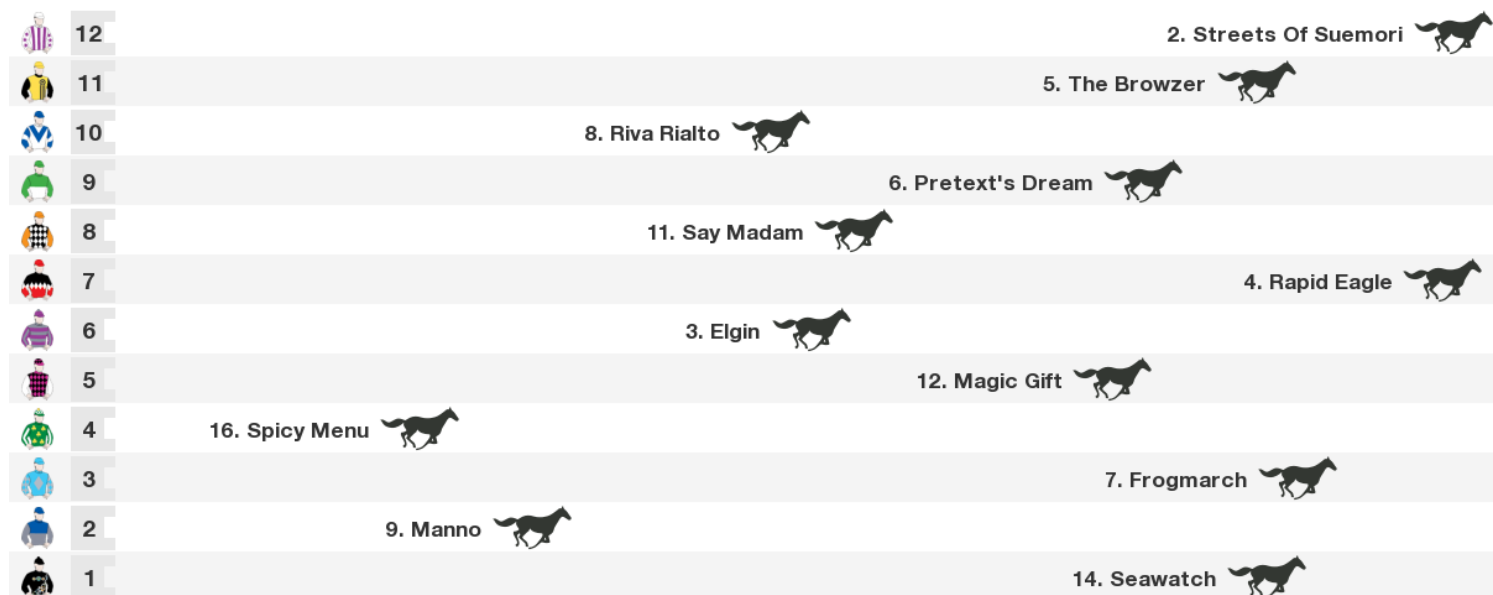 12 2. Streets Of Suemori
11 5. The Browzer
10 8. Riva Rialto
9 6. Pretext's Dream
8 11. Say Madam
7 4. Rapid Eagle
6 3. Elgin
5 12. Magic Gift
4 16. Spicy Menu
3 7. Frogmarch
2 9. Manno
1 14. Seawatch